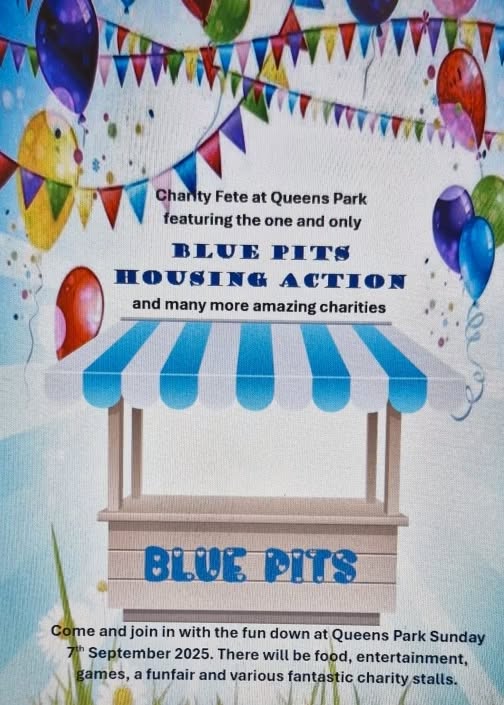 Charity Fete at Queens Park
featuring the one and only
BLUE PITS
HOUSING ACTION
and many more amazing charities
BLUE PITS
Come and join in with the fun down at Queens Park Sunday
7th September 2025. There will be food, entertainment,
games, a funfair and various fantastic charity stalls.